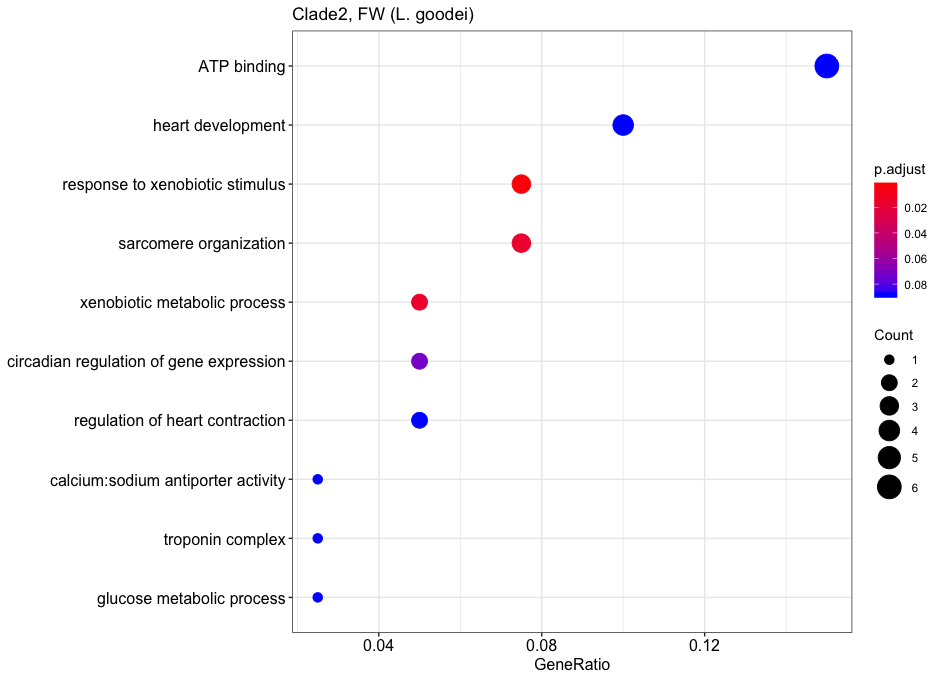 Clade2, FW (L. goodei)
ATP binding
heart development
response to xenobiotic stimulus
sarcomere organization
xenobiotic metabolic process
circadian regulation of gene expression
regulation of heart contraction
calcium:sodium antiporter activity
troponin complex
glucose metabolic process
0.04 0.08 0.12
GeneRatio
p.adjust
0.02
0.04
0.06
0.08
Count
1
2
3
4
5
6